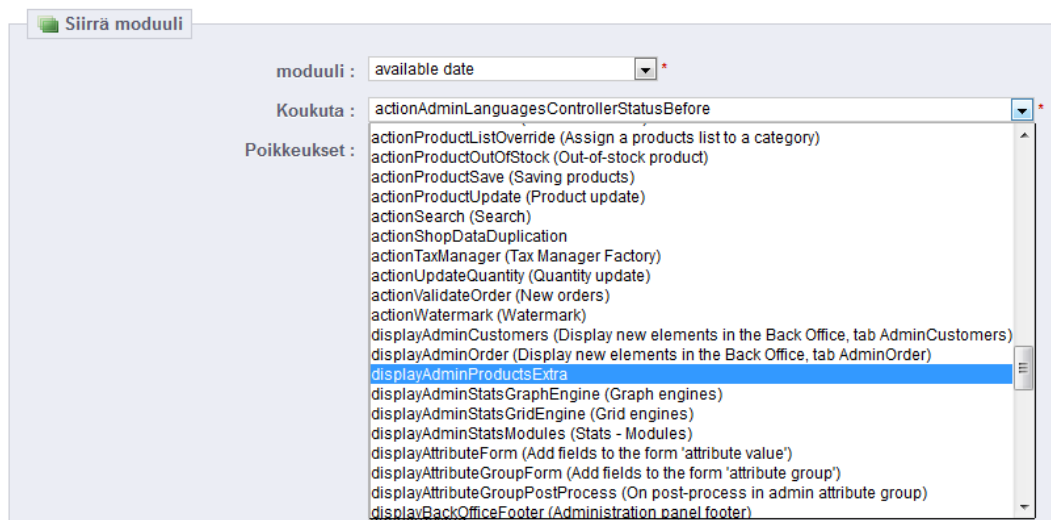 Siirrä moduuli
moduuli : available date *
Koukuta : actionAdminLanguagesControllerStatusBefore *
Poikkeukset :
actionProductListOverride (Assign a products list to a category)
actionProductOutOfStock (Out-of-stock product)
actionProductSave (Saving products)
actionProductUpdate (Product update)
actionSearch (Search)
actionShopDataDuplication
actionTaxManager (Tax Manager Factory)
actionUpdateQuantity (Quantity update)
actionValidateOrder (New orders)
actionWatermark (Watermark)
displayAdminCustomers (Display new elements in the Back Office, tab AdminCustomers)
displayAdminOrder (Display new elements in the Back Office, tab AdminOrder)
displayAdminProductsExtra
displayAdminStatsGraphEngine (Graph engines)
displayAdminStatsGridEngine (Grid engines)
displayAdminStatsModules (Stats - Modules)
displayAttributeForm (Add fields to the form 'attribute value')
displayAttributeGroupForm (Add fields to the form 'attribute group')
displayAttributeGroupPostProcess (On post-process in admin attribute group)
displayBackOfficeFooter (Administration panel footer)